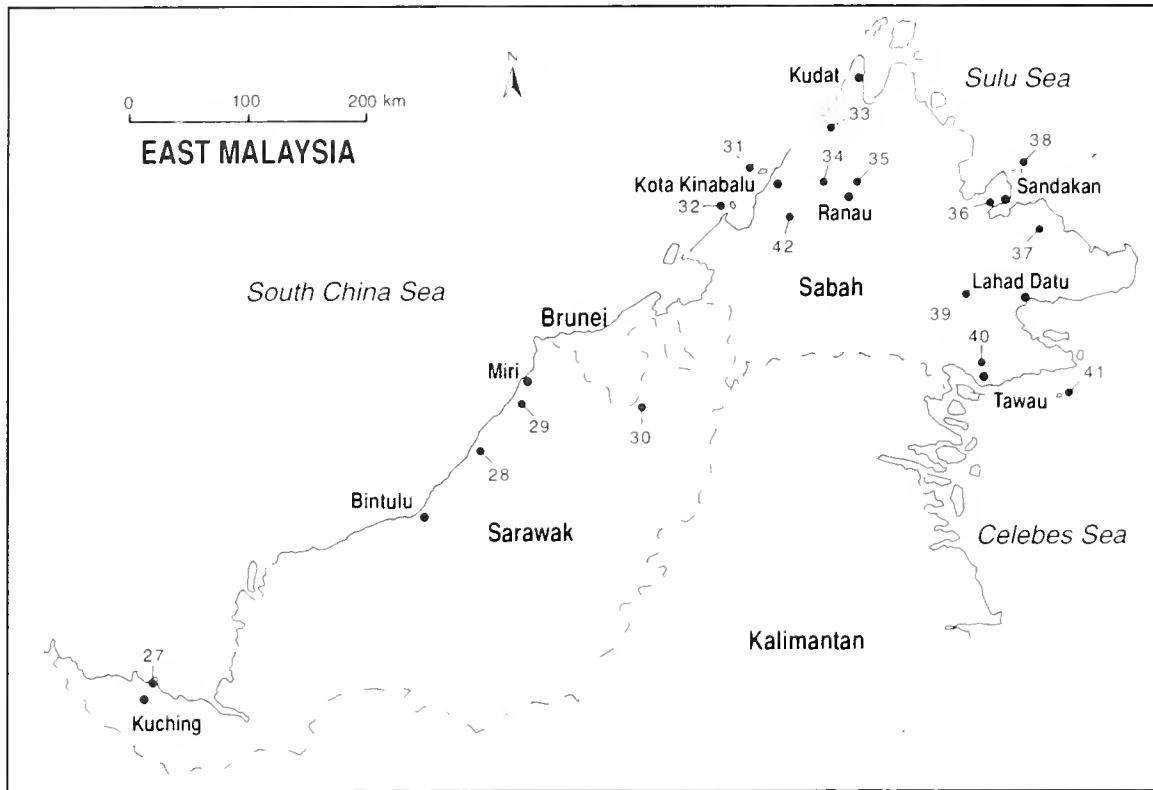 N
Kudat
Sulu Sea
0 100 200 km
33
EAST MALAYSIA
31
34
35
38
Kota Kinabalu
Sandakan
32
Ranau
36
42
37
South China Sea
Sabah
Lahad Datu
39
Brunei
40
Miri
41
29
30
Tawau
28
Bintulu
Sarawak
Celebes Sea
Kalimantan
27
Kuching